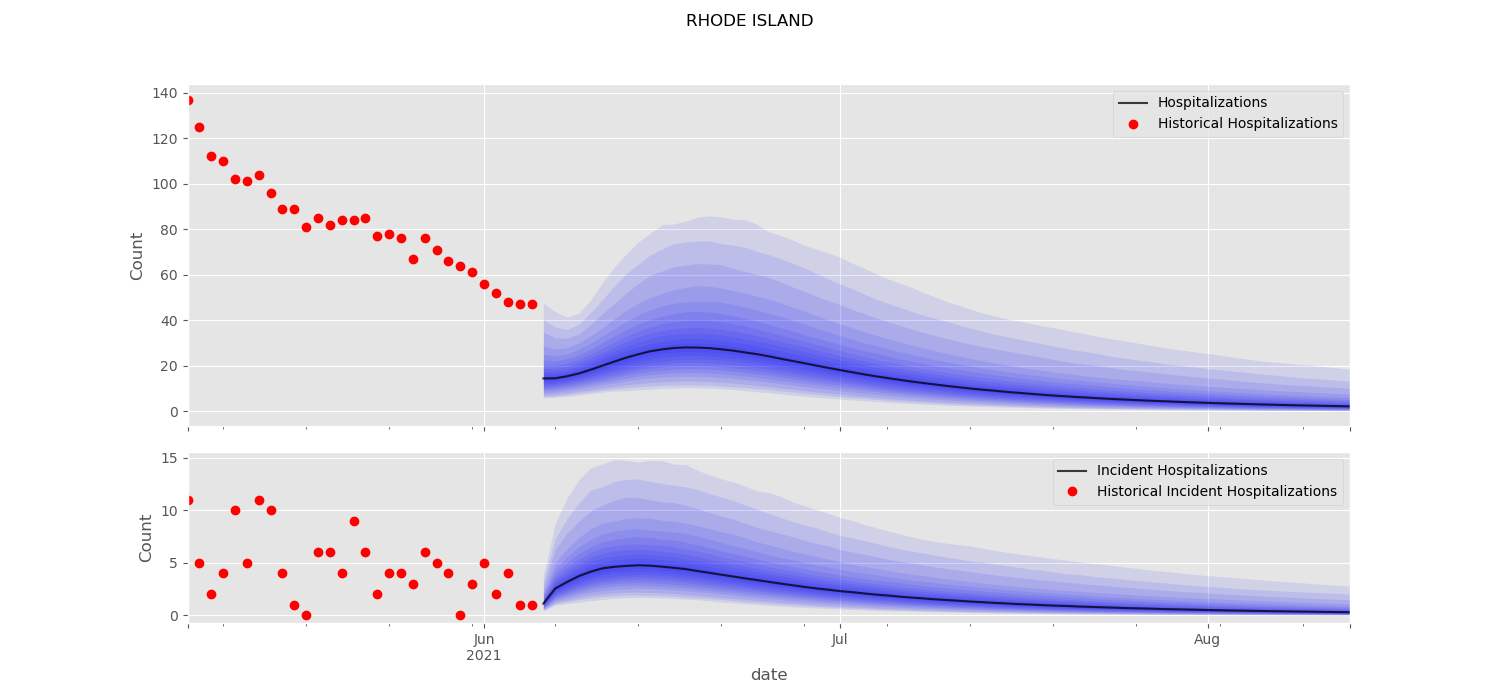 RHODE ISLAND
140
120
100
80
60
40
20
0
Count
Hospitalizations
Historical Hospitalizations
15
10
5
0
Count
Incident Hospitalizations
Historical Incident Hospitalizations
Jun
2021
Jul
Aug
date